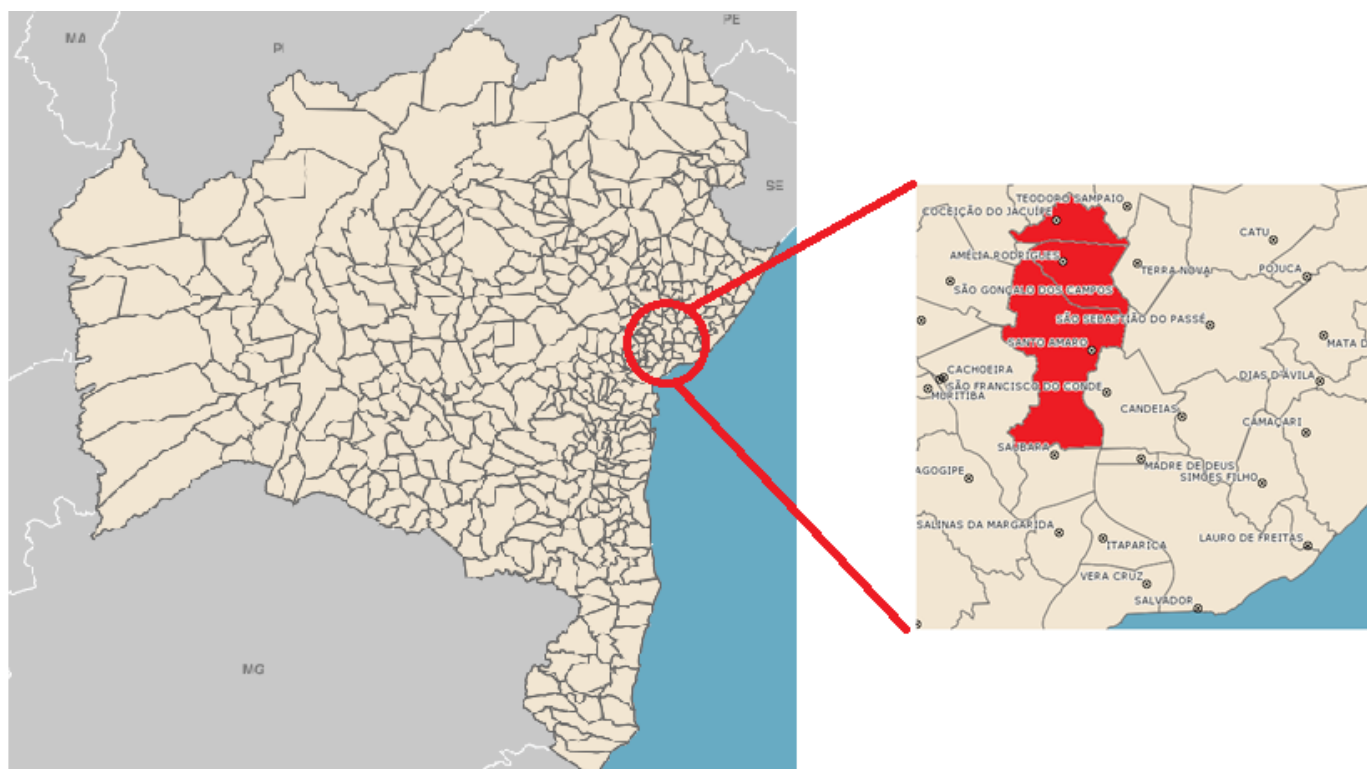 MA
PI
PE
SE
MG
TEODORO SAMPAIO
COCEIÇÃO DO JACUÍPE
CATU
AMÉLIA RODRIGUES
TERRA NOVA
POJUCA
SÃO GONÇALO DOS CAMPOS
SÃO SEBASTIÃO DO PASSÉ
SANTO AMARO
MATA D
CACHOEIRA
DIAS D'ÁVILA
MURITIBA
SÃO FRANCISCO DO CONDE
CANDEIAS
CAMAÇARI
SAUBARA
MADRE DE DEUS
AGOGIPE
SIMÕES FILHO
SALINAS DA MARGARIDA
ITAPARICA
LAURO DE FREITAS
VERA CRUZ
SALVADOR